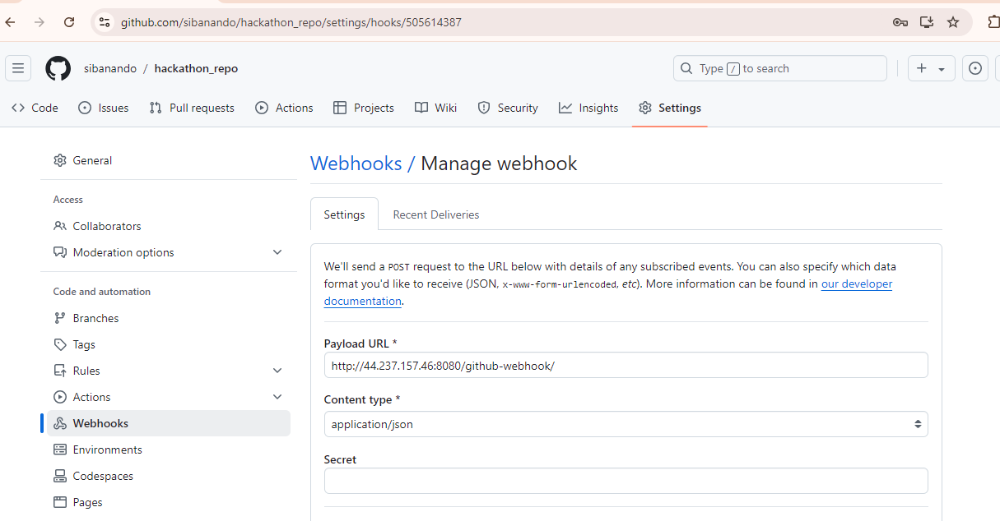 github.com/sibanando/hackathon_repo/settings/hooks/505614387
sibanando / hackathon_repo
Type / to search
Code Issues Pull requests Actions Projects Wiki Security Insights Settings
General
Access
Collaborators
Moderation options
Code and automation
Branches
Tags
Rules
Actions
Webhooks
Environments
Codespaces
Pages
Webhooks / Manage webhook
Settings Recent Deliveries
We'll send a POST request to the URL below with details of any subscribed events. You can also specify which data
format you'd like to receive (JSON, x-www-form-urlencoded, etc). More information can be found in our developer
documentation.
Payload URL *
http://44.237.157.46:8080/github-webhook/
Content type *
application/json
Secret